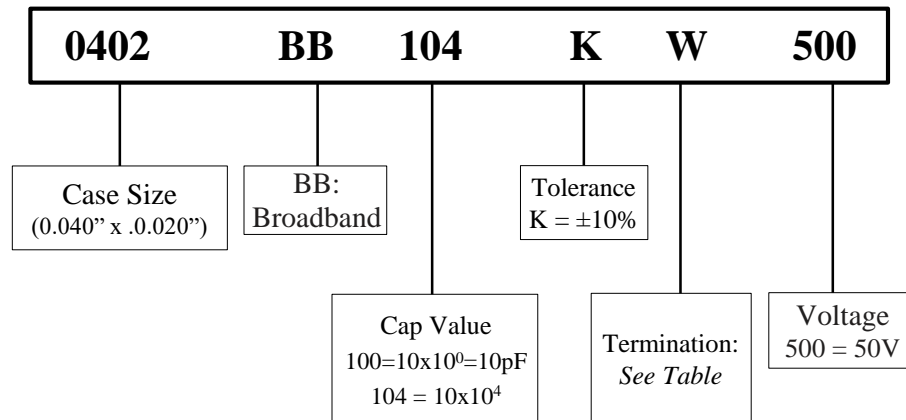 0402 BB 104 K W 500
Case Size
(0.040” x .0.020”)
BB:
Broadband
Tolerance
K = ±10%
Cap Value
100=10x10⁰=10pF
104 = 10x10⁴
Termination:
See Table
Voltage
500 = 50V